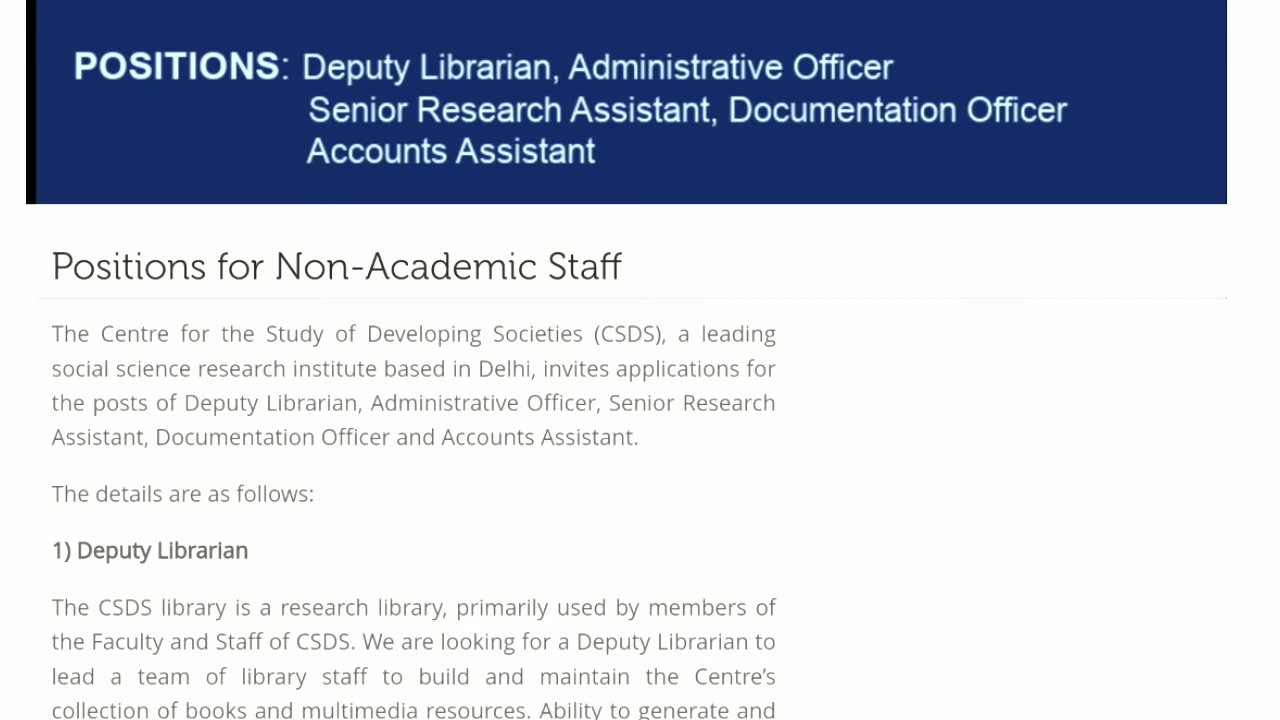 POSITIONS: Deputy Librarian, Administrative Officer
Senior Research Assistant, Documentation Officer
Accounts Assistant
Positions for Non-Academic Staff
The Centre for the Study of Developing Societies (CSDS), a leading
social science research institute based in Delhi, invites applications for
the posts of Deputy Librarian, Administrative Officer, Senior Research
Assistant, Documentation Officer and Accounts Assistant.
The details are as follows:
1) Deputy Librarian
The CSDS library is a research library, primarily used by members of
the Faculty and Staff of CSDS. We are looking for a Deputy Librarian to
lead a team of library staff to build and maintain the Centre’s
collection of books and multimedia resources. Ability to generate and